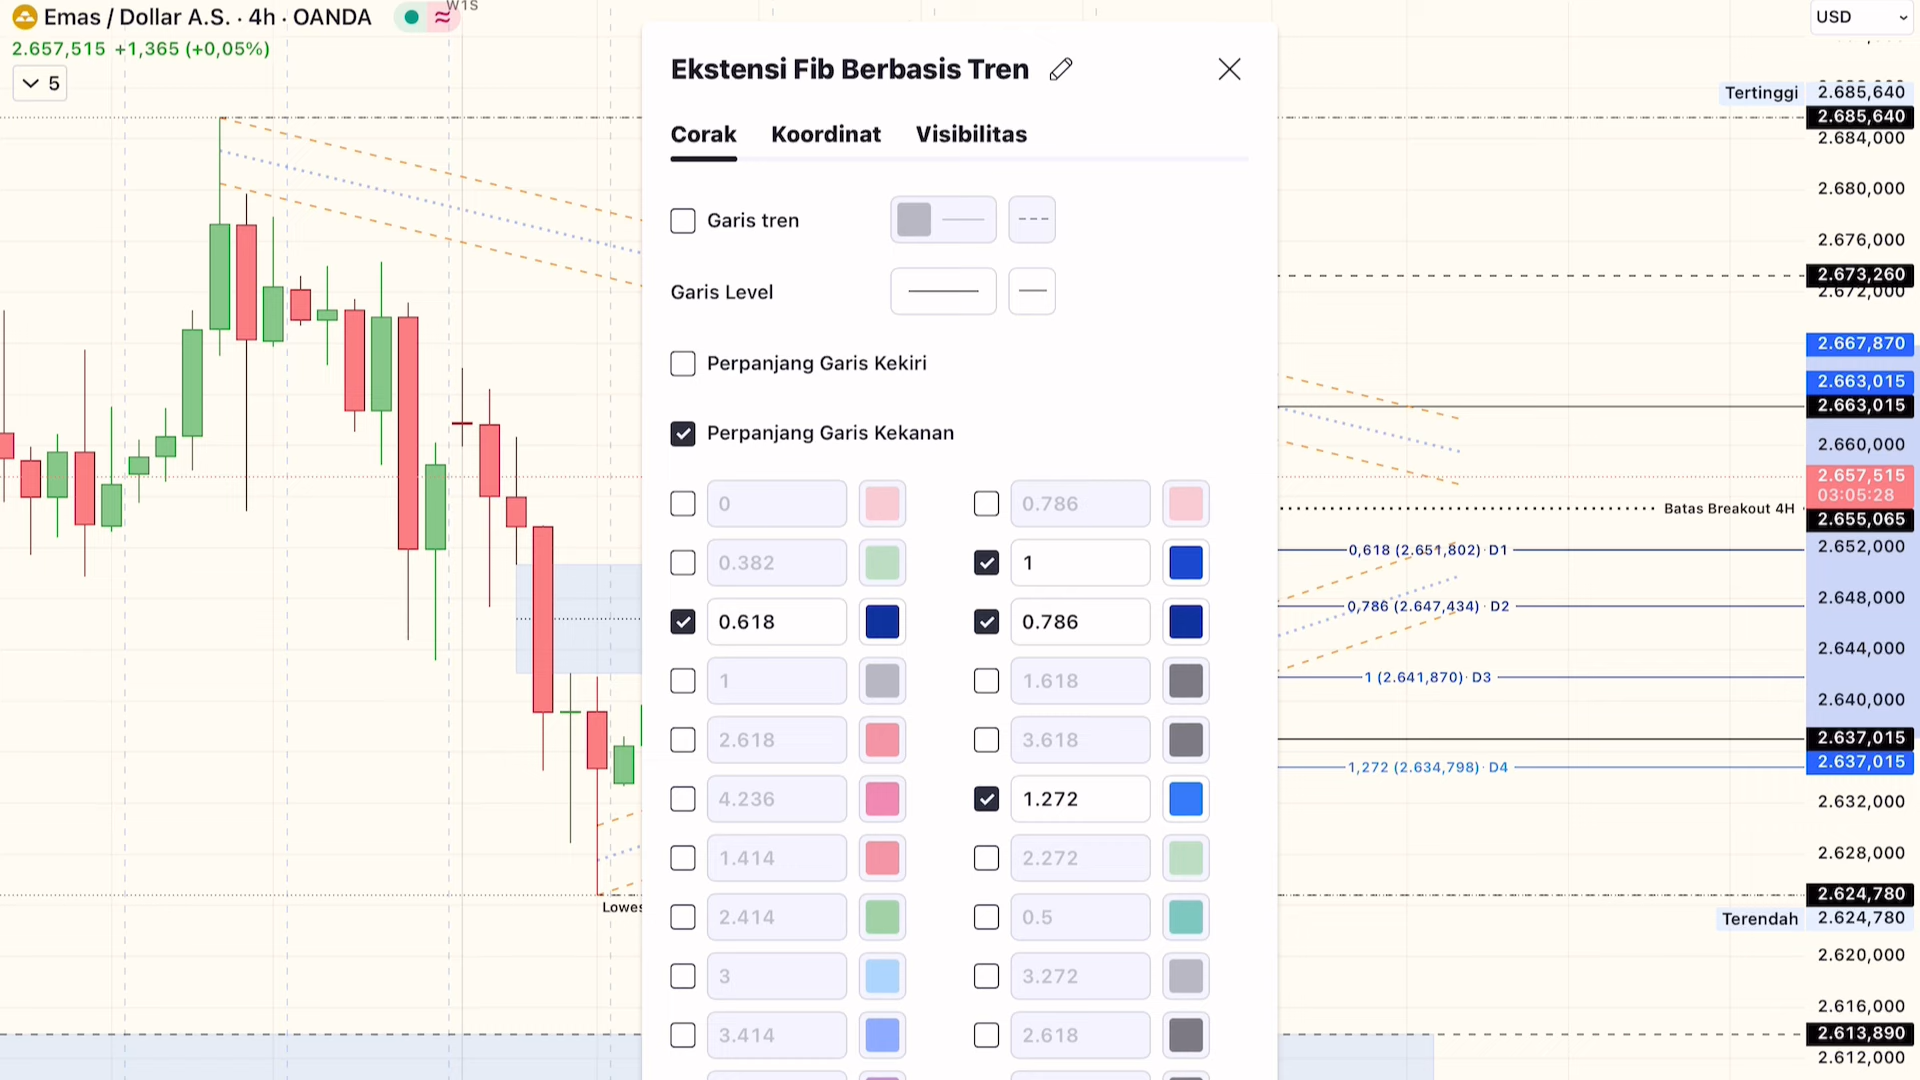 W1S
Emas / Dollar A.S. · 4h · OANDA
2.657,515 +1,365 (+0,05%)
5
Ekstensi Fib Berbasis Tren
Corak Koordinat Visibilitas
Garis tren
Garis Level
Perpanjang Garis Kekiri
Perpanjang Garis Kekanan
0 0.786
0.382 1
0.618 0.786
1 1.618
2.618 3.618
4.236 1.272
1.414 2.272
2.414 0.5
3 3.272
3.414 2.618
Lowes
0,618 (2.651,802) · D1
0,786 (2.647,434) · D2
1 (2.641,870) · D3
1,272 (2.634,798) · D4
Batas Breakout 4H
USD
Tertinggi 2.685,640
2.685,640
2.684,000
2.680,000
2.676,000
2.673,260
2.672,000
2.667,870
2.663,015
2.663,015
2.660,000
2.657,515
03:05:28
2.655,065
2.652,000
2.648,000
2.644,000
2.640,000
2.637,015
2.637,015
2.632,000
2.628,000
2.624,780
Terendah 2.624,780
2.620,000
2.616,000
2.613,890
2.612,000